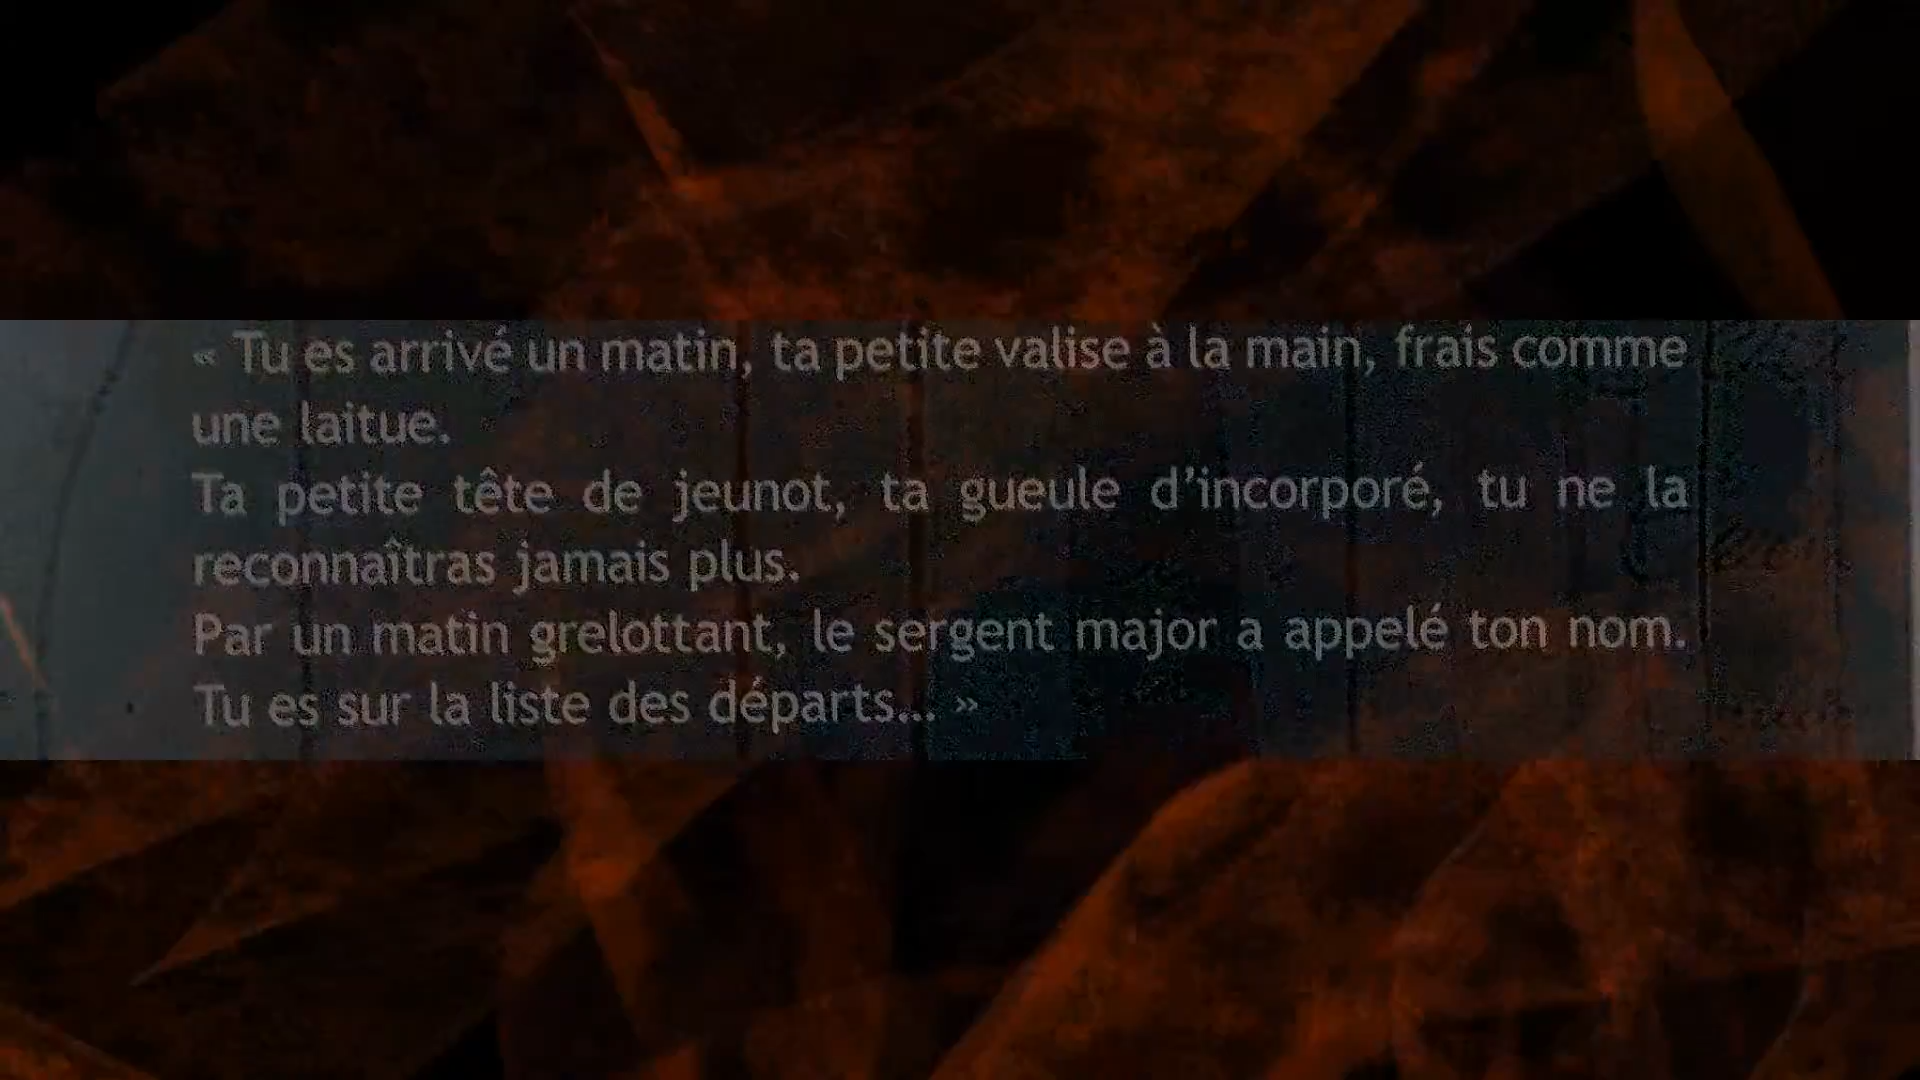 « Tu es arrivé un matin, ta petite valise à la main, frais comme
une laitue.
Ta petite tête de jeunot, ta gueule d’incorporé, tu ne la
reconnaîtras jamais plus.
Par un matin grelottant, le sergent major a appelé ton nom.
Tu es sur la liste des départs... »